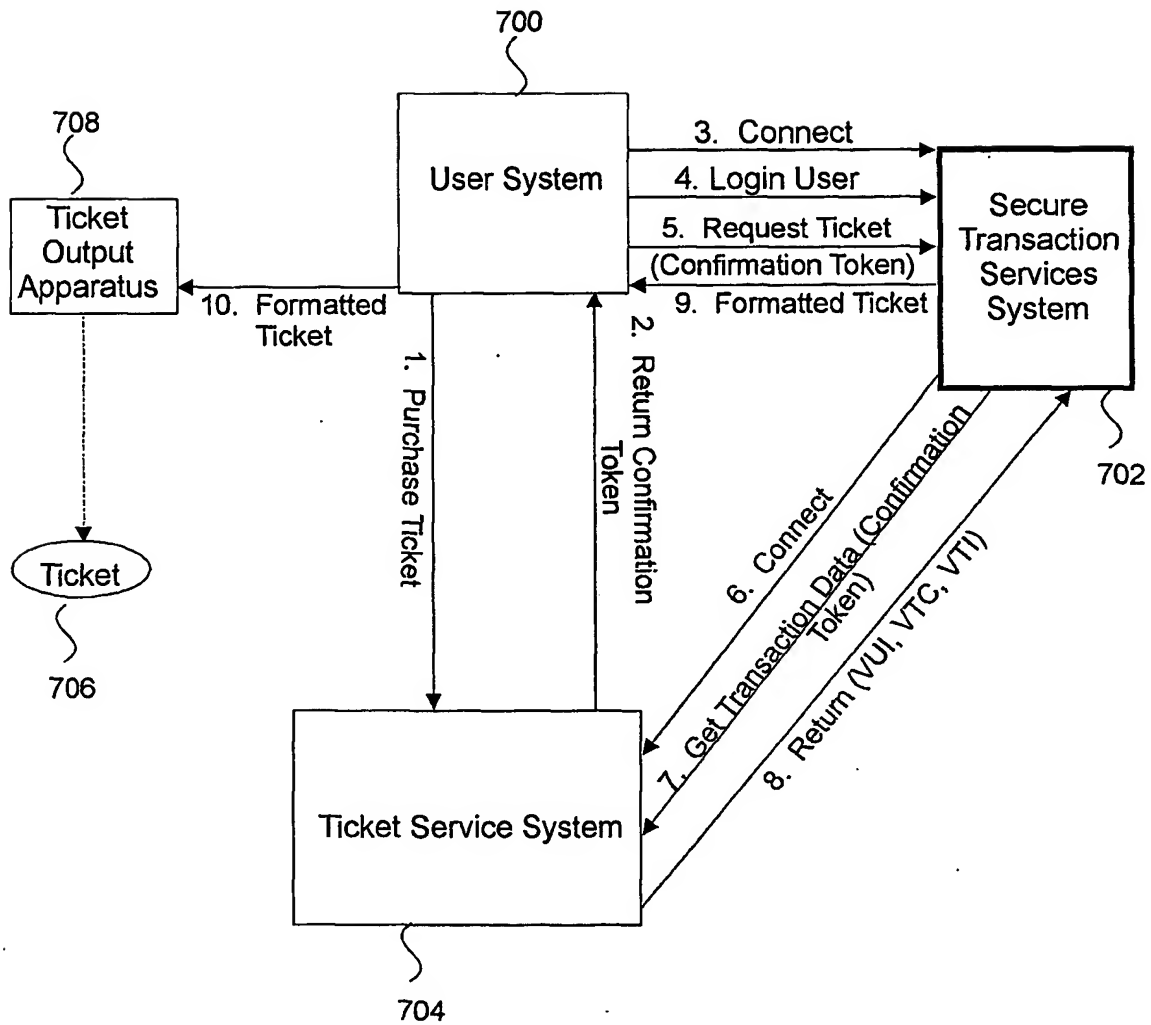 700
708
User System
3. Connect
4. Login User
5. Request Ticket
(Confirmation Token)
9. Formatted Ticket
Secure
Transaction
Services
System
702
Ticket
Output
Apparatus
10. Formatted
Ticket
1. Purchase Ticket
2. Return Confirmation
Token
6. Connect
7. Get Transaction Data (Confirmation
Token)
8. Return (VUI, VTC, VTI)
Ticket
706
Ticket Service System
704